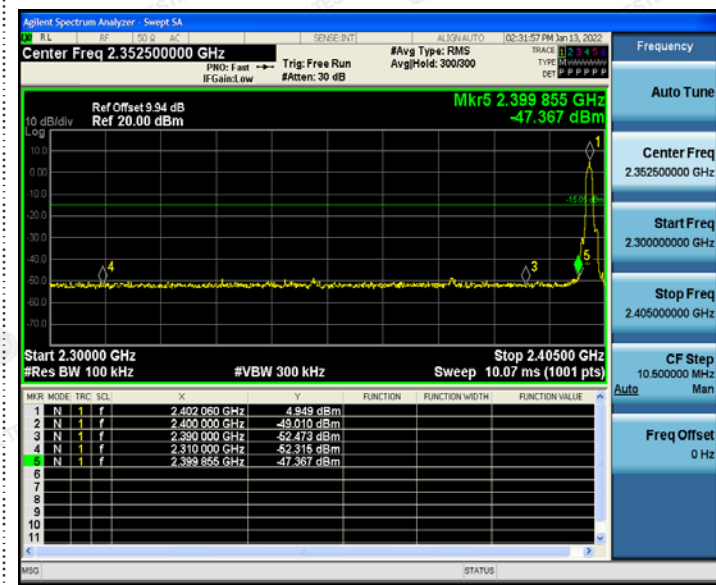 Agilent Spectrum Analyzer - Swept SA
RL RF 50 Ω AC SENSE:INT ALIGN AUTO 02:31:57 PM Jan 13, 2022
Center Freq 2.352500000 GHz
PNO: Fast
IFGain:Low
Trig: Free Run
#Atten: 30 dB
#Avg Type: RMS
Avg|Hold: 300/300
TRACE 1 2 3 4 5 6
TYPE M
DET P P P P P P
Frequency
Auto Tune
Center Freq
2.352500000 GHz
Start Freq
2.300000000 GHz
Stop Freq
2.405000000 GHz
CF Step
10.500000 MHz
Auto Man
Freq Offset
0 Hz
Ref Offset 9.94 dB
10 dB/div Ref 20.00 dBm
Log
Mkr5 2.399 855 GHz
-47.367 dBm
10.0
0.00
-10.0
-20.0
-30.0
-40.0
-50.0
-60.0
-70.0
-15.05 dBm
1
4
3
5
Start 2.30000 GHz Stop 2.40500 GHz
#Res BW 100 kHz #VBW 300 kHz Sweep 10.07 ms (1001 pts)
MKR MODE TRC SCL X Y FUNCTION FUNCTION WIDTH FUNCTION VALUE
1 N 1 f 2.402 060 GHz 4.949 dBm
2 N 1 f 2.400 000 GHz -49.010 dBm
3 N 1 f 2.390 000 GHz -52.473 dBm
4 N 1 f 2.310 000 GHz -52.315 dBm
5 N 1 f 2.399 855 GHz -47.367 dBm
6
7
8
9
10
11
MSG STATUS